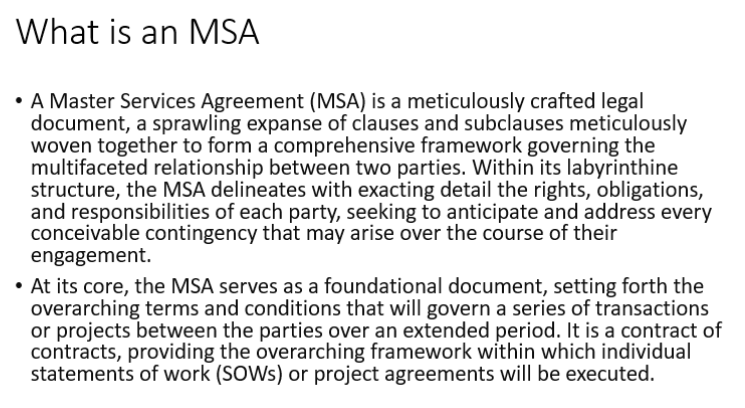 What is an MSA
• A Master Services Agreement (MSA) is a meticulously crafted legal
document, a sprawling expanse of clauses and subclauses meticulously
woven together to form a comprehensive framework governing the
multifaceted relationship between two parties. Within its labyrinthine
structure, the MSA delineates with exacting detail the rights, obligations,
and responsibilities of each party, seeking to anticipate and address every
conceivable contingency that may arise over the course of their
engagement.
• At its core, the MSA serves as a foundational document, setting forth the
overarching terms and conditions that will govern a series of transactions
or projects between the parties over an extended period. It is a contract of
contracts, providing the overarching framework within which individual
statements of work (SOWs) or project agreements will be executed.